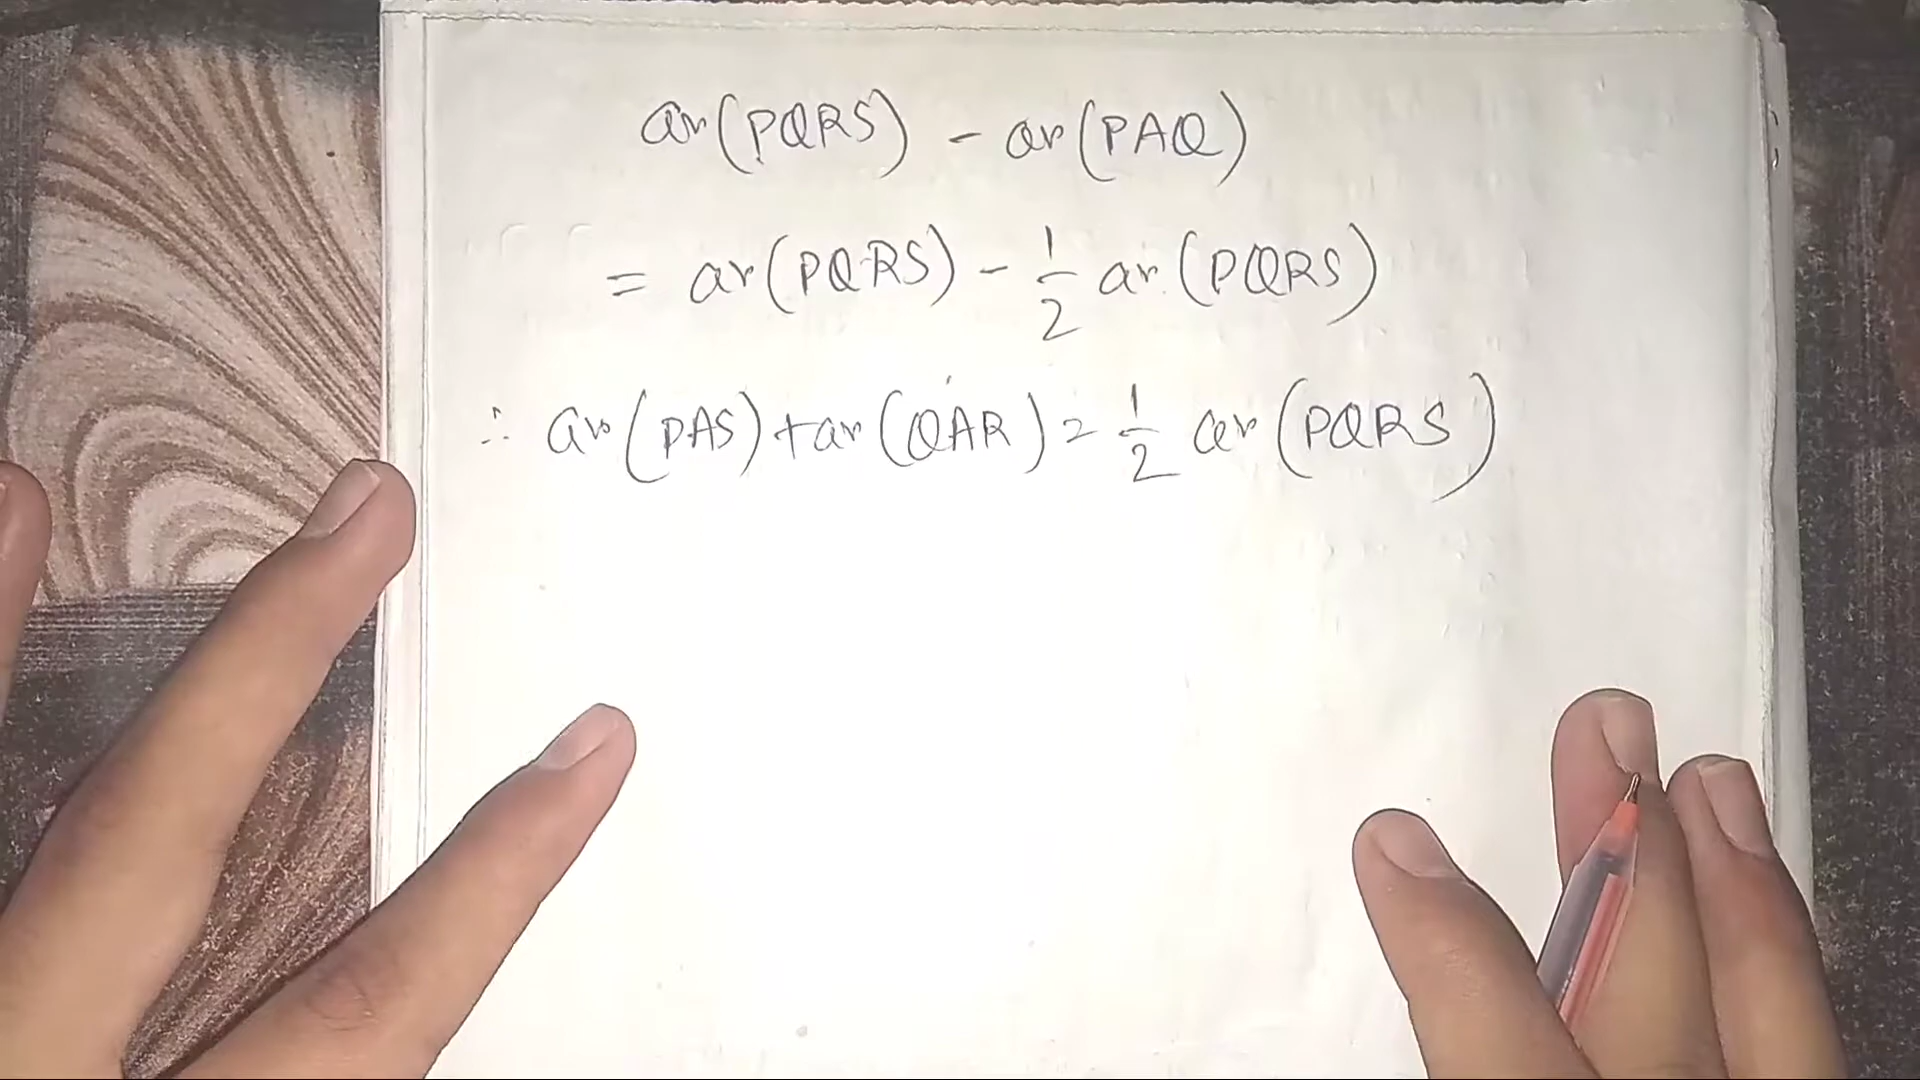 ar(PQRS) - ar(PAQ)
= ar(PQRS) - 1/2 ar(PQRS)
∴ ar(PAS)+ar(QAR)=1/2 ar(PQRS)